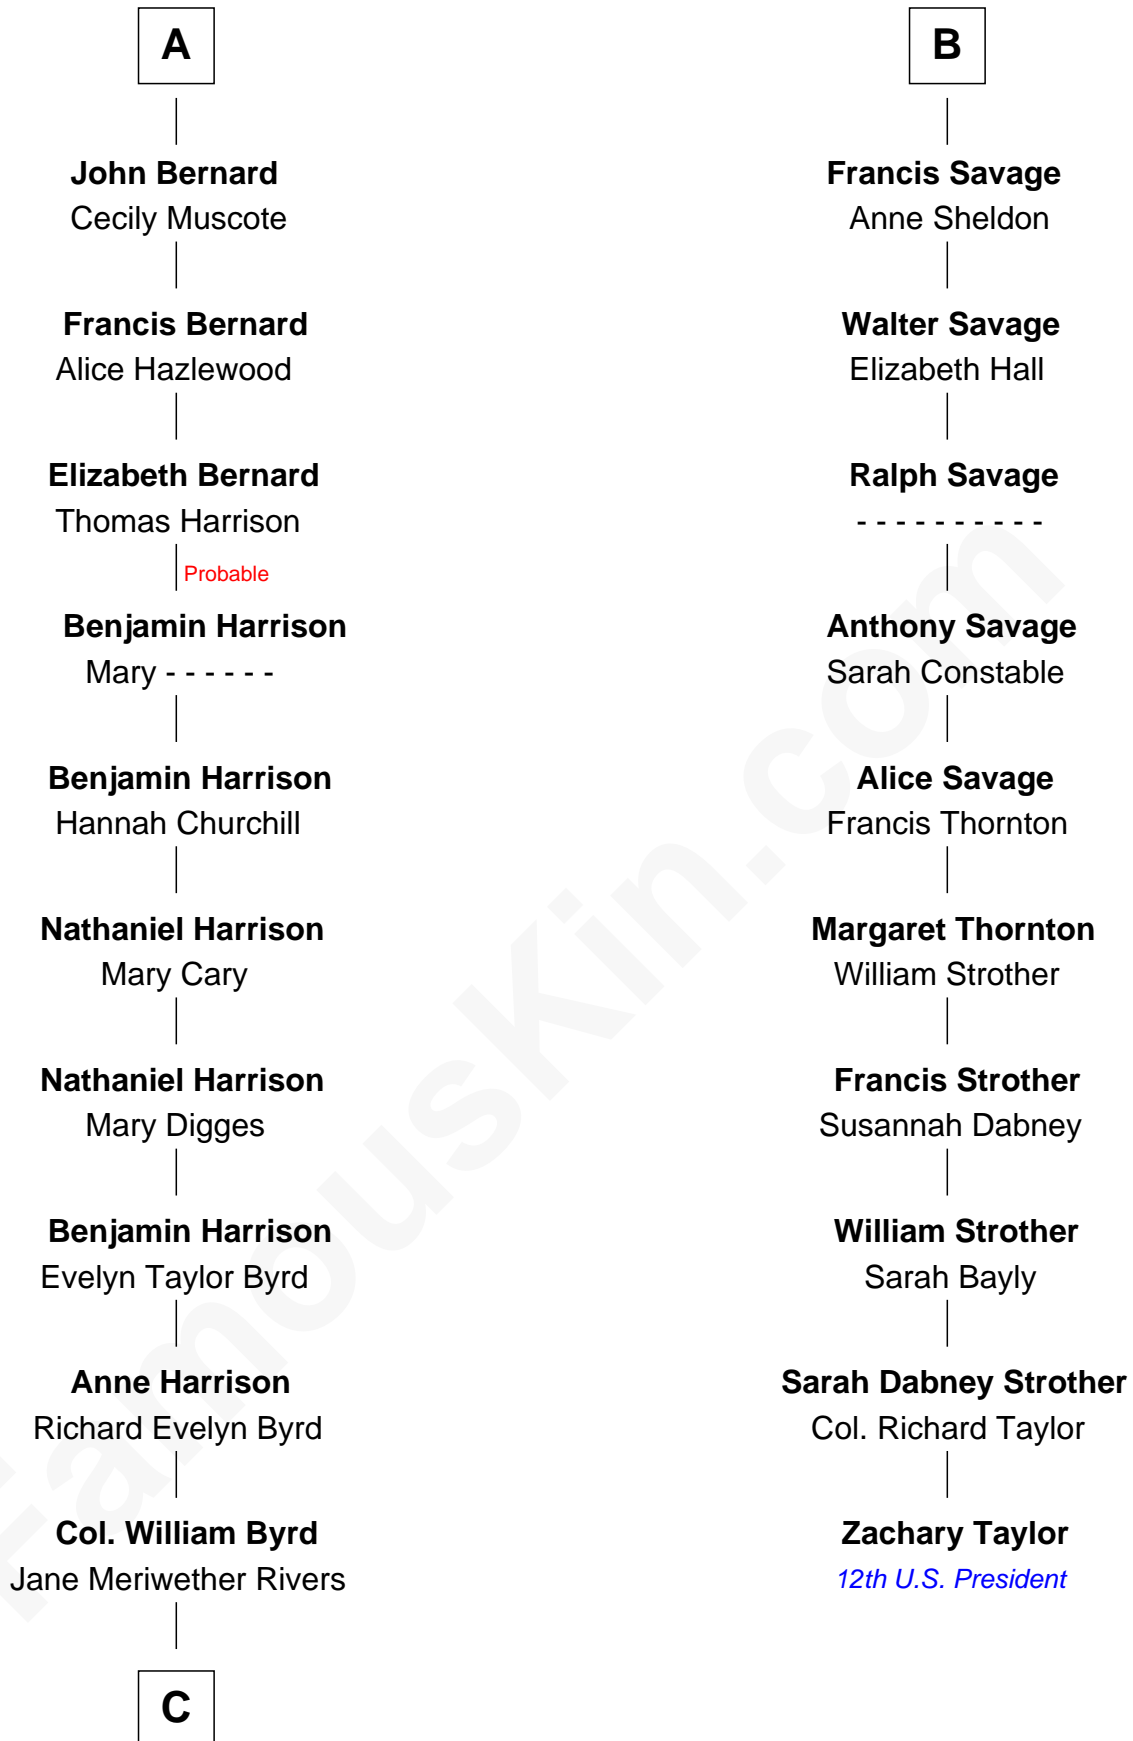 A
John Bernard
Cecily Muscote
Francis Bernard
Alice Hazlewood
Elizabeth Bernard
Thomas Harrison
Probable
Benjamin Harrison
Mary - - - - - -
Benjamin Harrison
Hannah Churchill
Nathaniel Harrison
Mary Cary
Nathaniel Harrison
Mary Digges
Benjamin Harrison
Evelyn Taylor Byrd
Anne Harrison
Richard Evelyn Byrd
Col. William Byrd
Jane Meriwether Rivers
C
B
Francis Savage
Anne Sheldon
Walter Savage
Elizabeth Hall
Ralph Savage
- - - - - - - - - -
Anthony Savage
Sarah Constable
Alice Savage
Francis Thornton
Margaret Thornton
William Strother
Francis Strother
Susannah Dabney
William Strother
Sarah Bayly
Sarah Dabney Strother
Col. Richard Taylor
Zachary Taylor
12th U.S. President
FamousKin.com